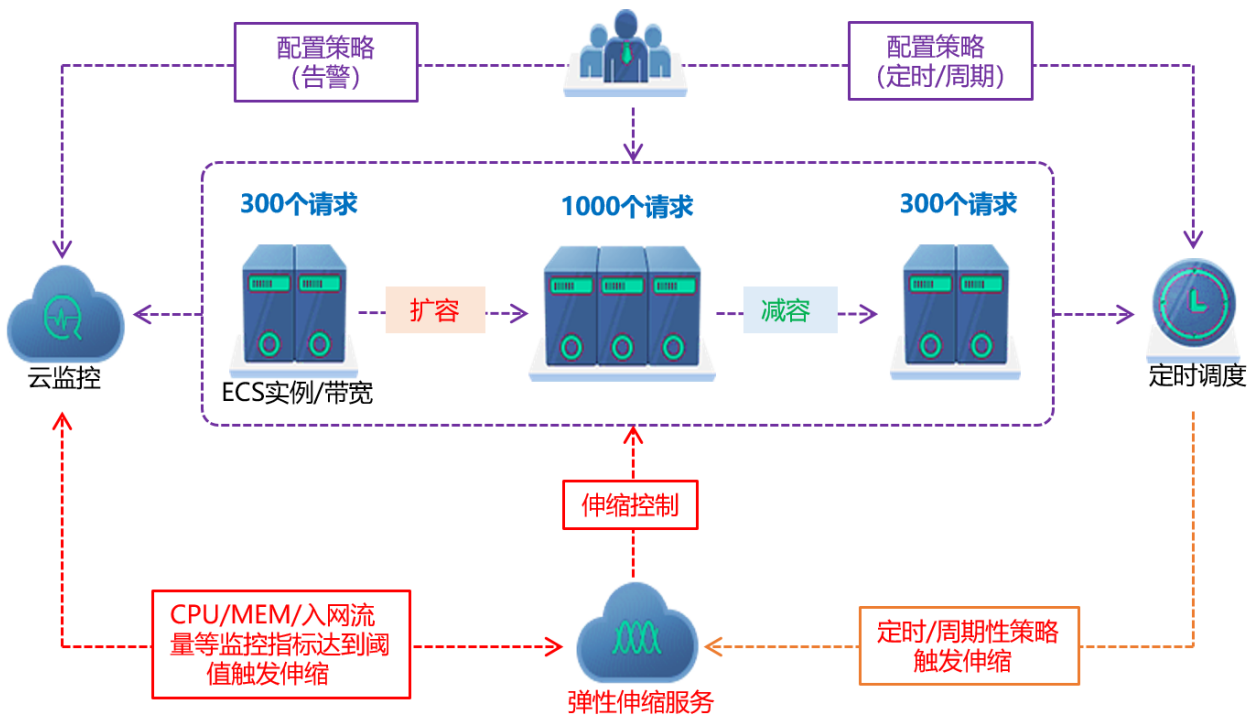 配置策略
（告警）
配置策略
（定时/周期）
300个请求
1000个请求
300个请求
扩容
减容
云监控
ECS实例/带宽
定时调度
伸缩控制
CPU/MEM/入网流
量等监控指标达到阈
值触发伸缩
定时/周期性策略
触发伸缩
弹性伸缩服务